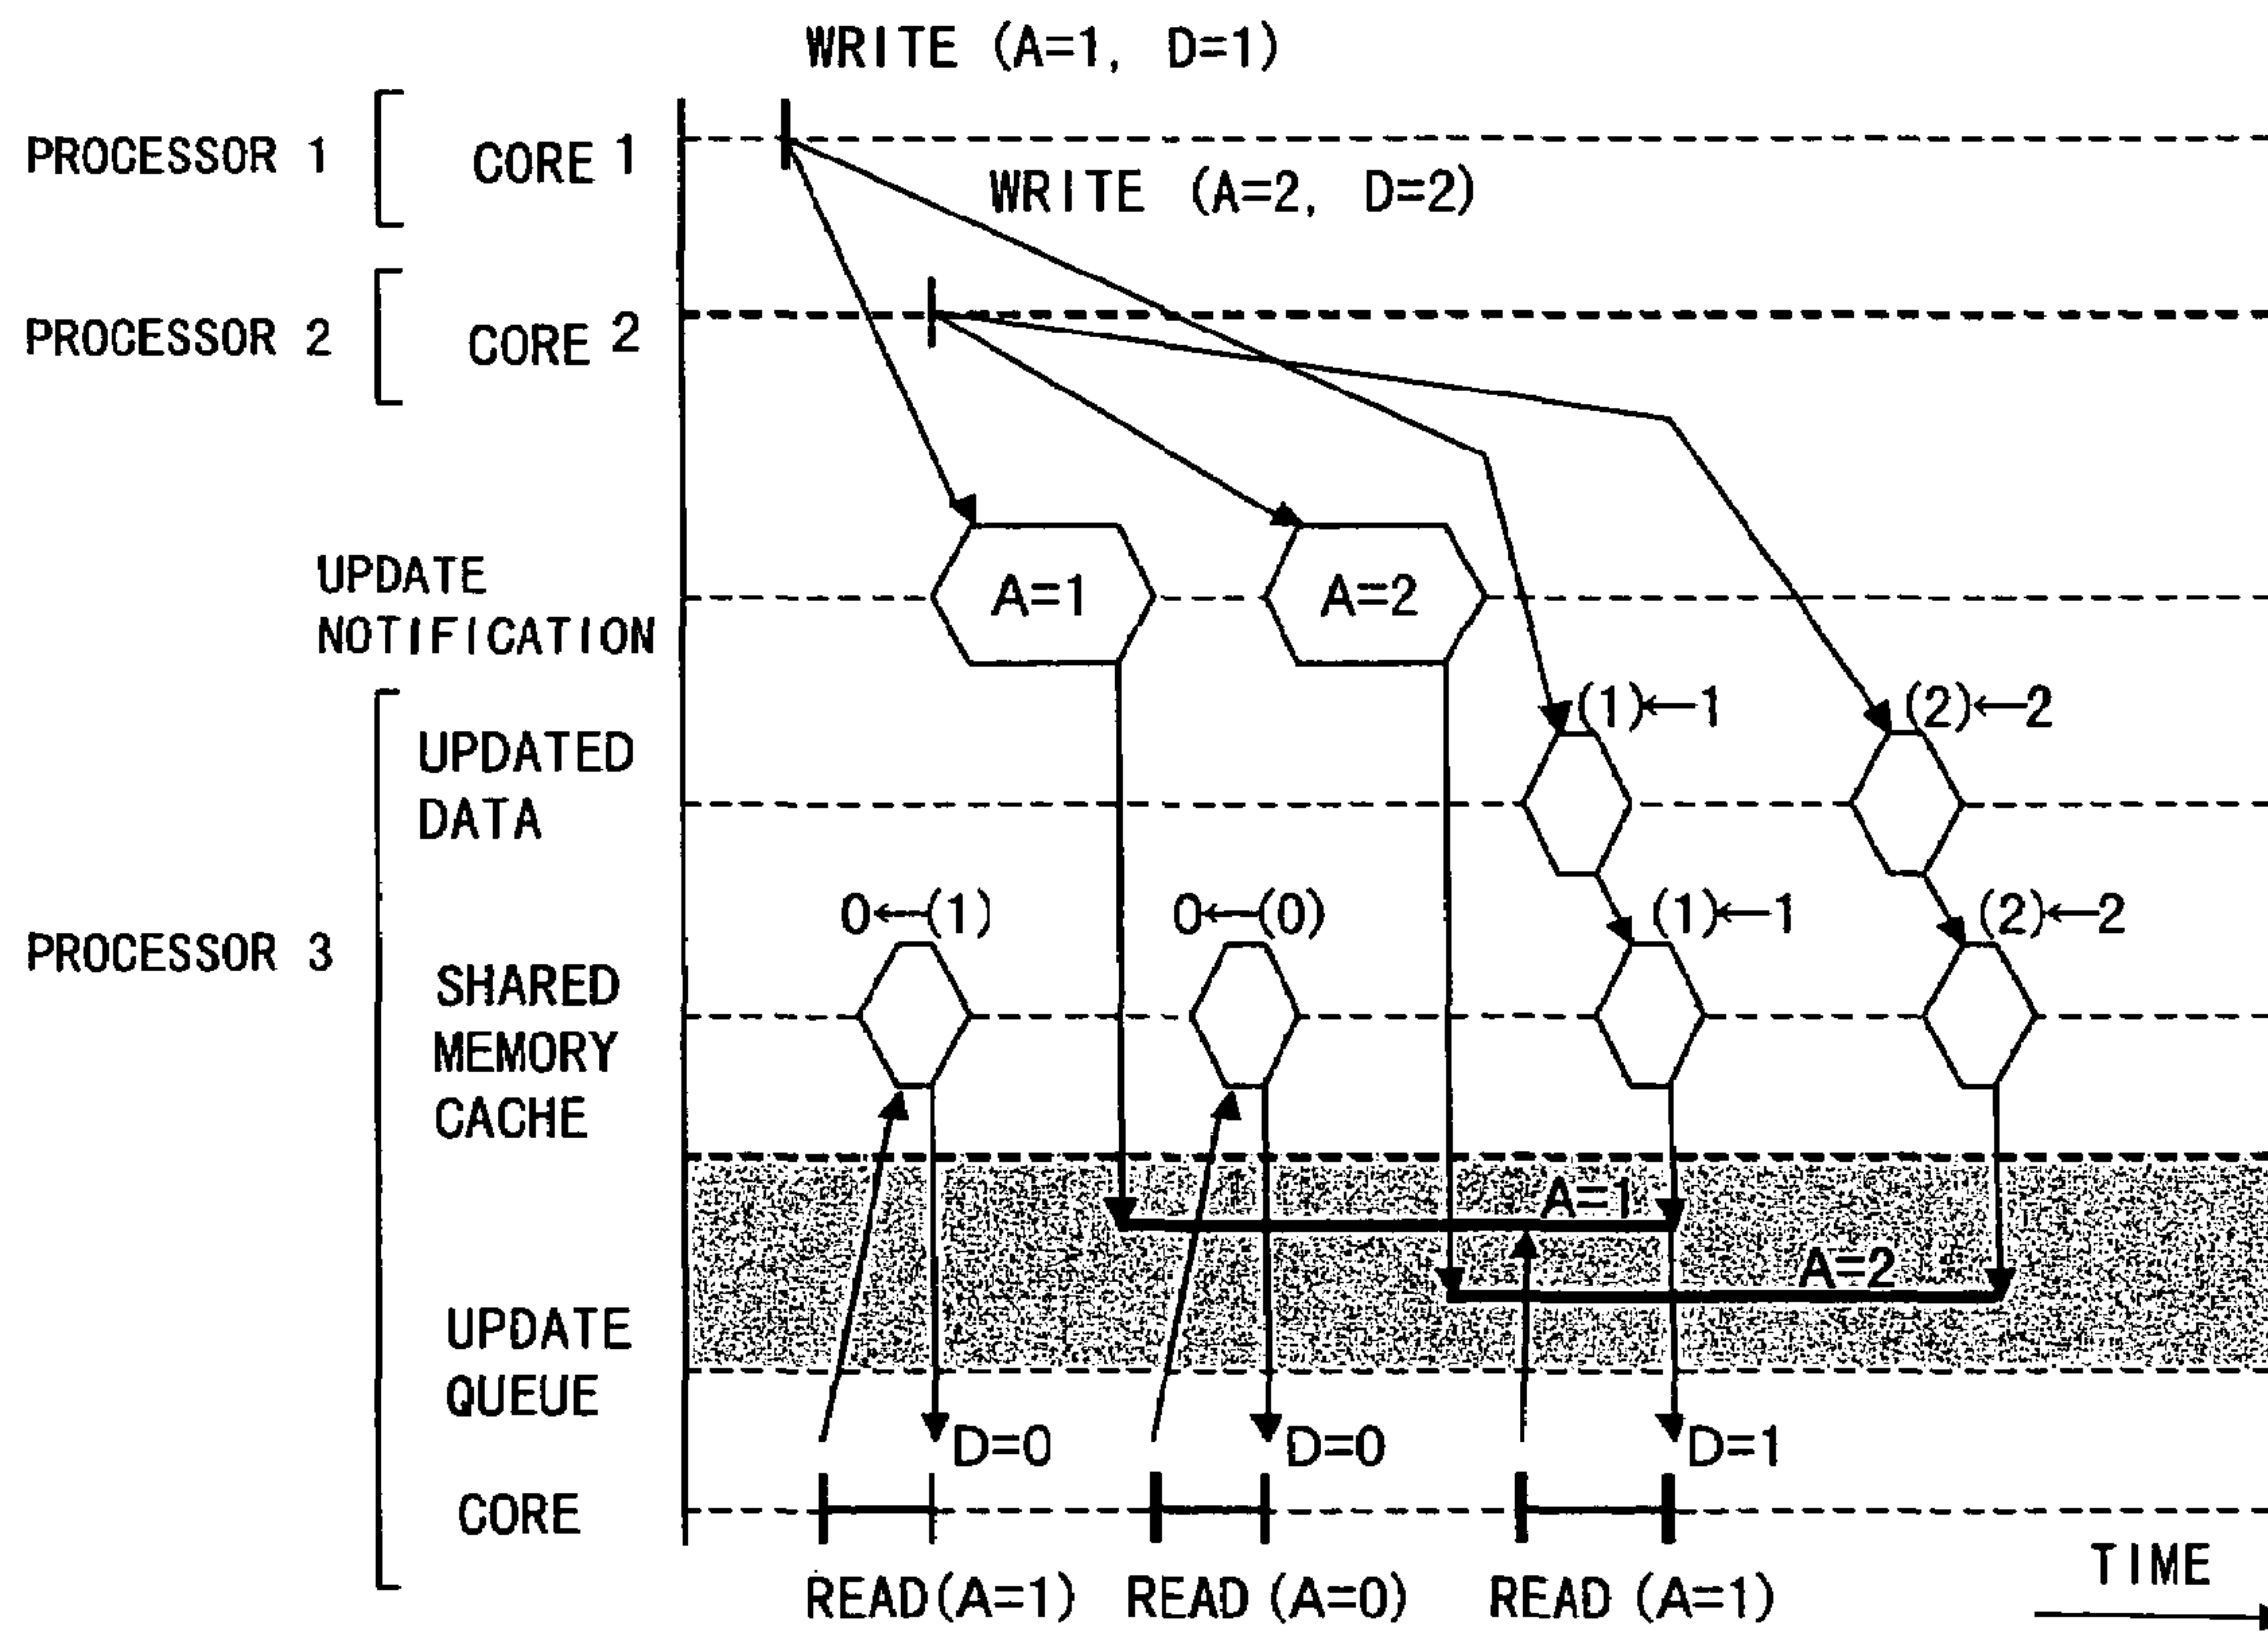 WRITE (A=1, D=1)
PROCESSOR 1
CORE 1
WRITE (A=2, D=2)
PROCESSOR 2
CORE 2
UPDATE
NOTIFICATION
A=1
A=2
(1)←1
(2)←2
UPDATED
DATA
0←(1)
0←(0)
(1)←1
(2)←2
PROCESSOR 3
SHARED
MEMORY
CACHE
A=1
A=2
UPDATE
QUEUE
D=0
D=0
D=1
CORE
READ(A=1)
READ (A=0)
READ (A=1)
TIME